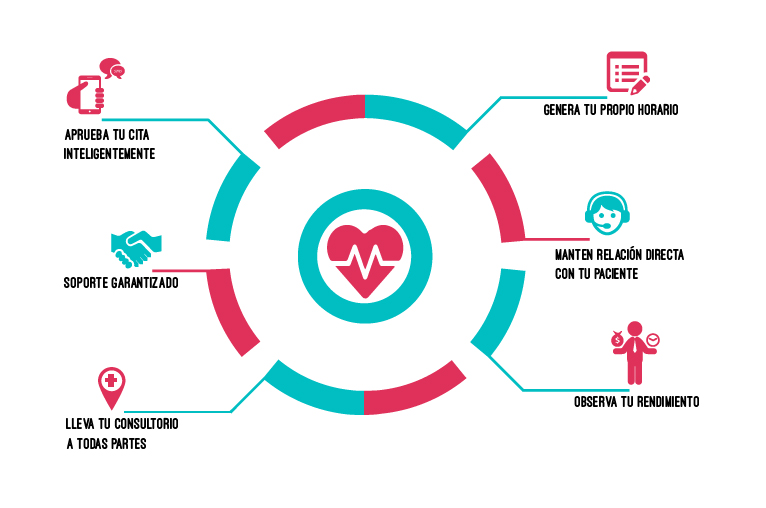 APRUEBA TU CITA
INTELIGENTEMENTE
GENERA TU PROPIO HORARIO
SOPORTE GARANTIZADO
MANTEN RELACIÓN DIRECTA
CON TU PACIENTE
LLEVA TU CONSULTORIO
A TODAS PARTES
OBSERVA TU RENDIMIENTO
$